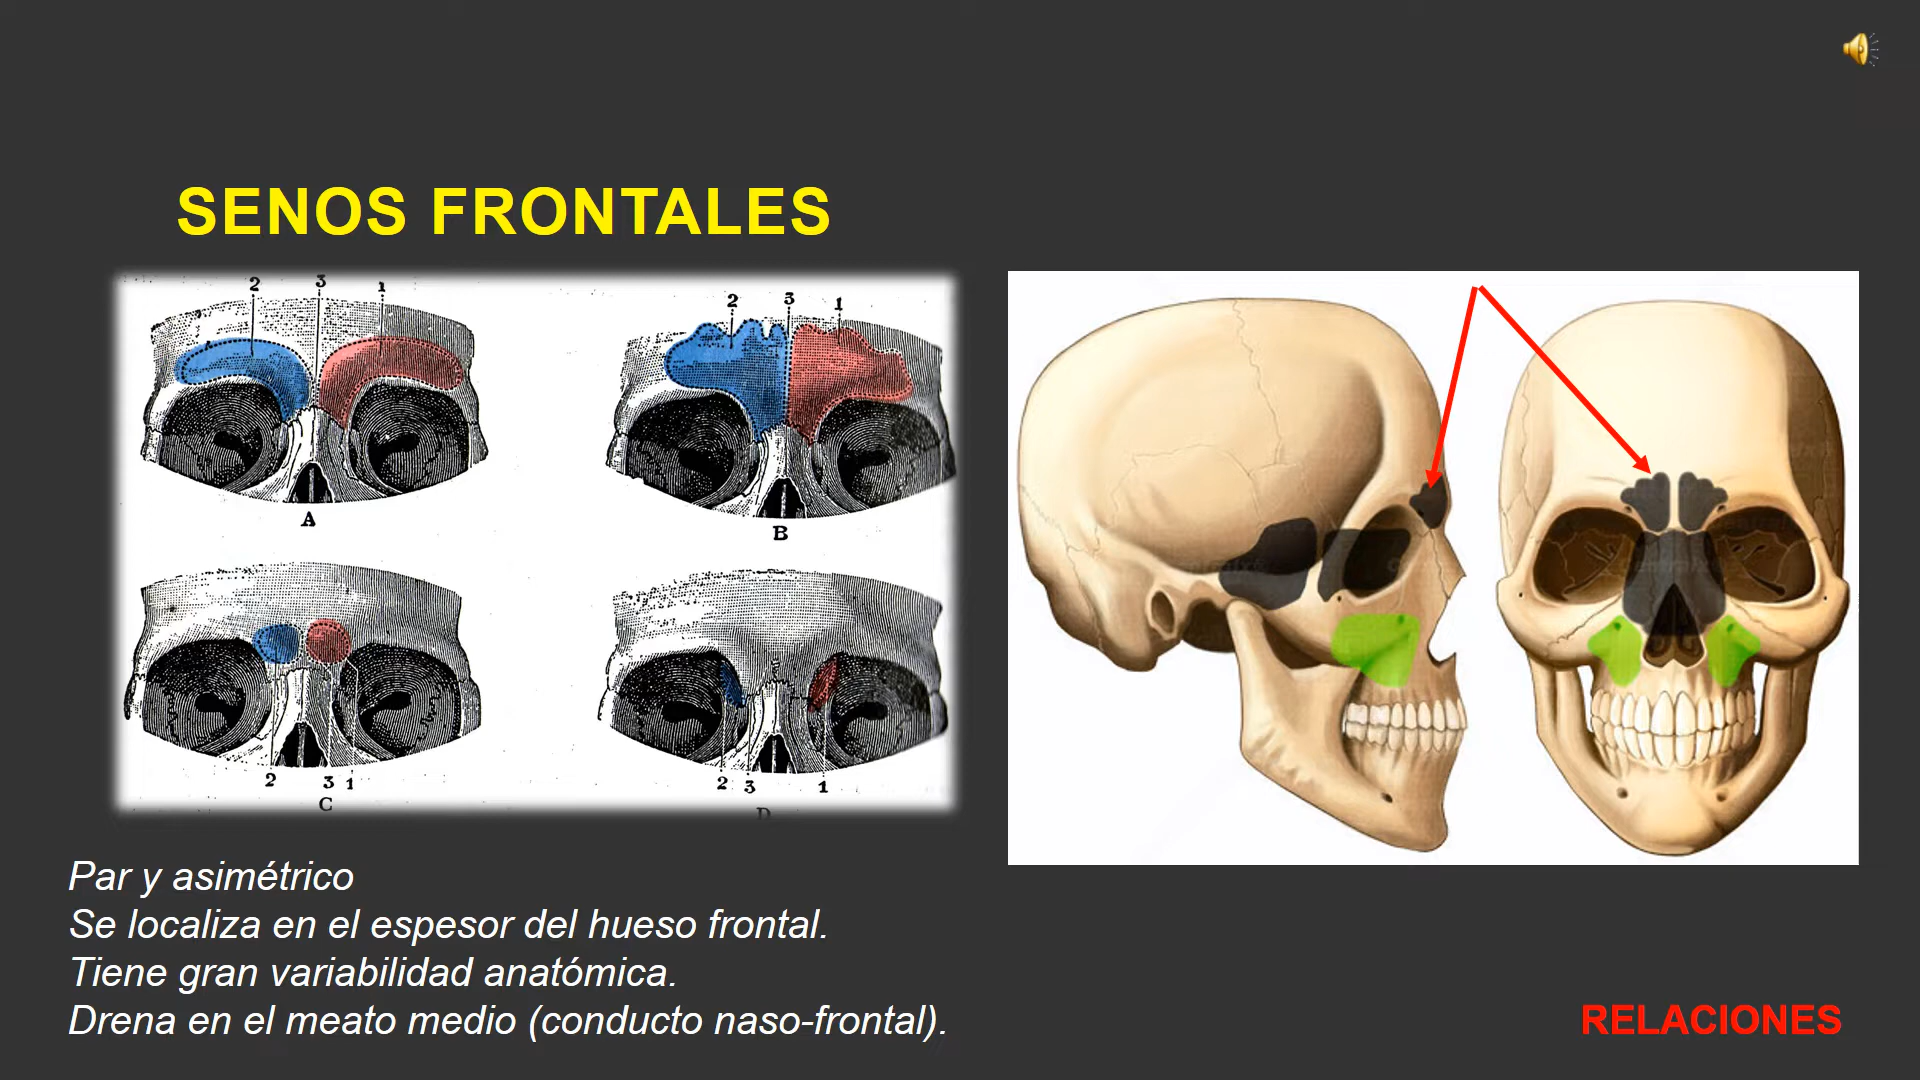 SENOS FRONTALES
2 3 1
A
2 3 1
B
2 3 1
C
2 3 1
D
Par y asimétrico
Se localiza en el espesor del hueso frontal.
Tiene gran variabilidad anatómica.
Drena en el meato medio (conducto naso-frontal).
RELACIONES